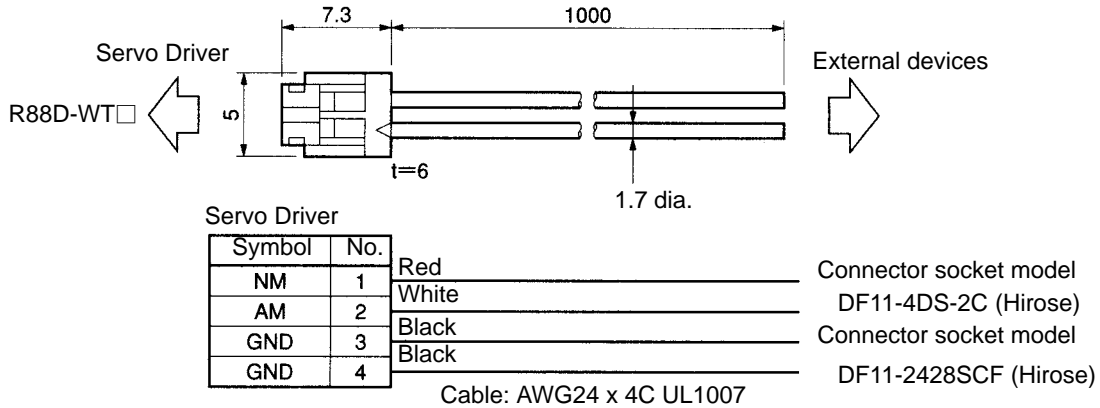 7.3
1000
Servo Driver
External devices
R88D-WT□
5
t=6
1.7 dia.
Servo Driver
Symbol No.
NM 1 Red
AM 2 White
GND 3 Black
GND 4 Black
Connector socket model
DF11-4DS-2C (Hirose)
Connector socket model
DF11-2428SCF (Hirose)
Cable: AWG24 x 4C UL1007